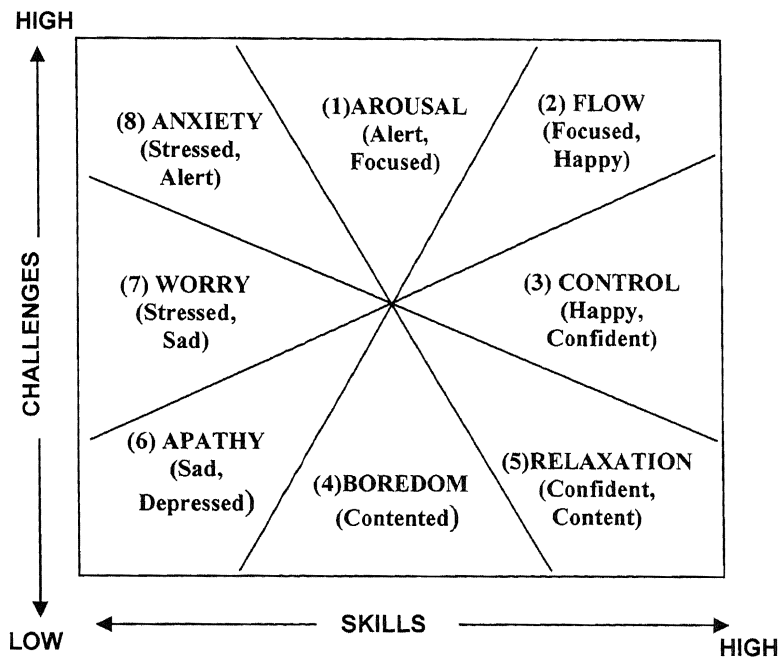 HIGH
(8) ANXIETY
(Stressed,
Alert)
(1)AROUSAL
(Alert,
Focused)
(2) FLOW
(Focused,
Happy)
CHALLENGES
(7) WORRY
(Stressed,
Sad)
(3) CONTROL
(Happy,
Confident)
(6) APATHY
(Sad,
Depressed)
(4)BOREDOM
(Contented)
(5)RELAXATION
(Confident,
Content)
LOW
SKILLS
HIGH